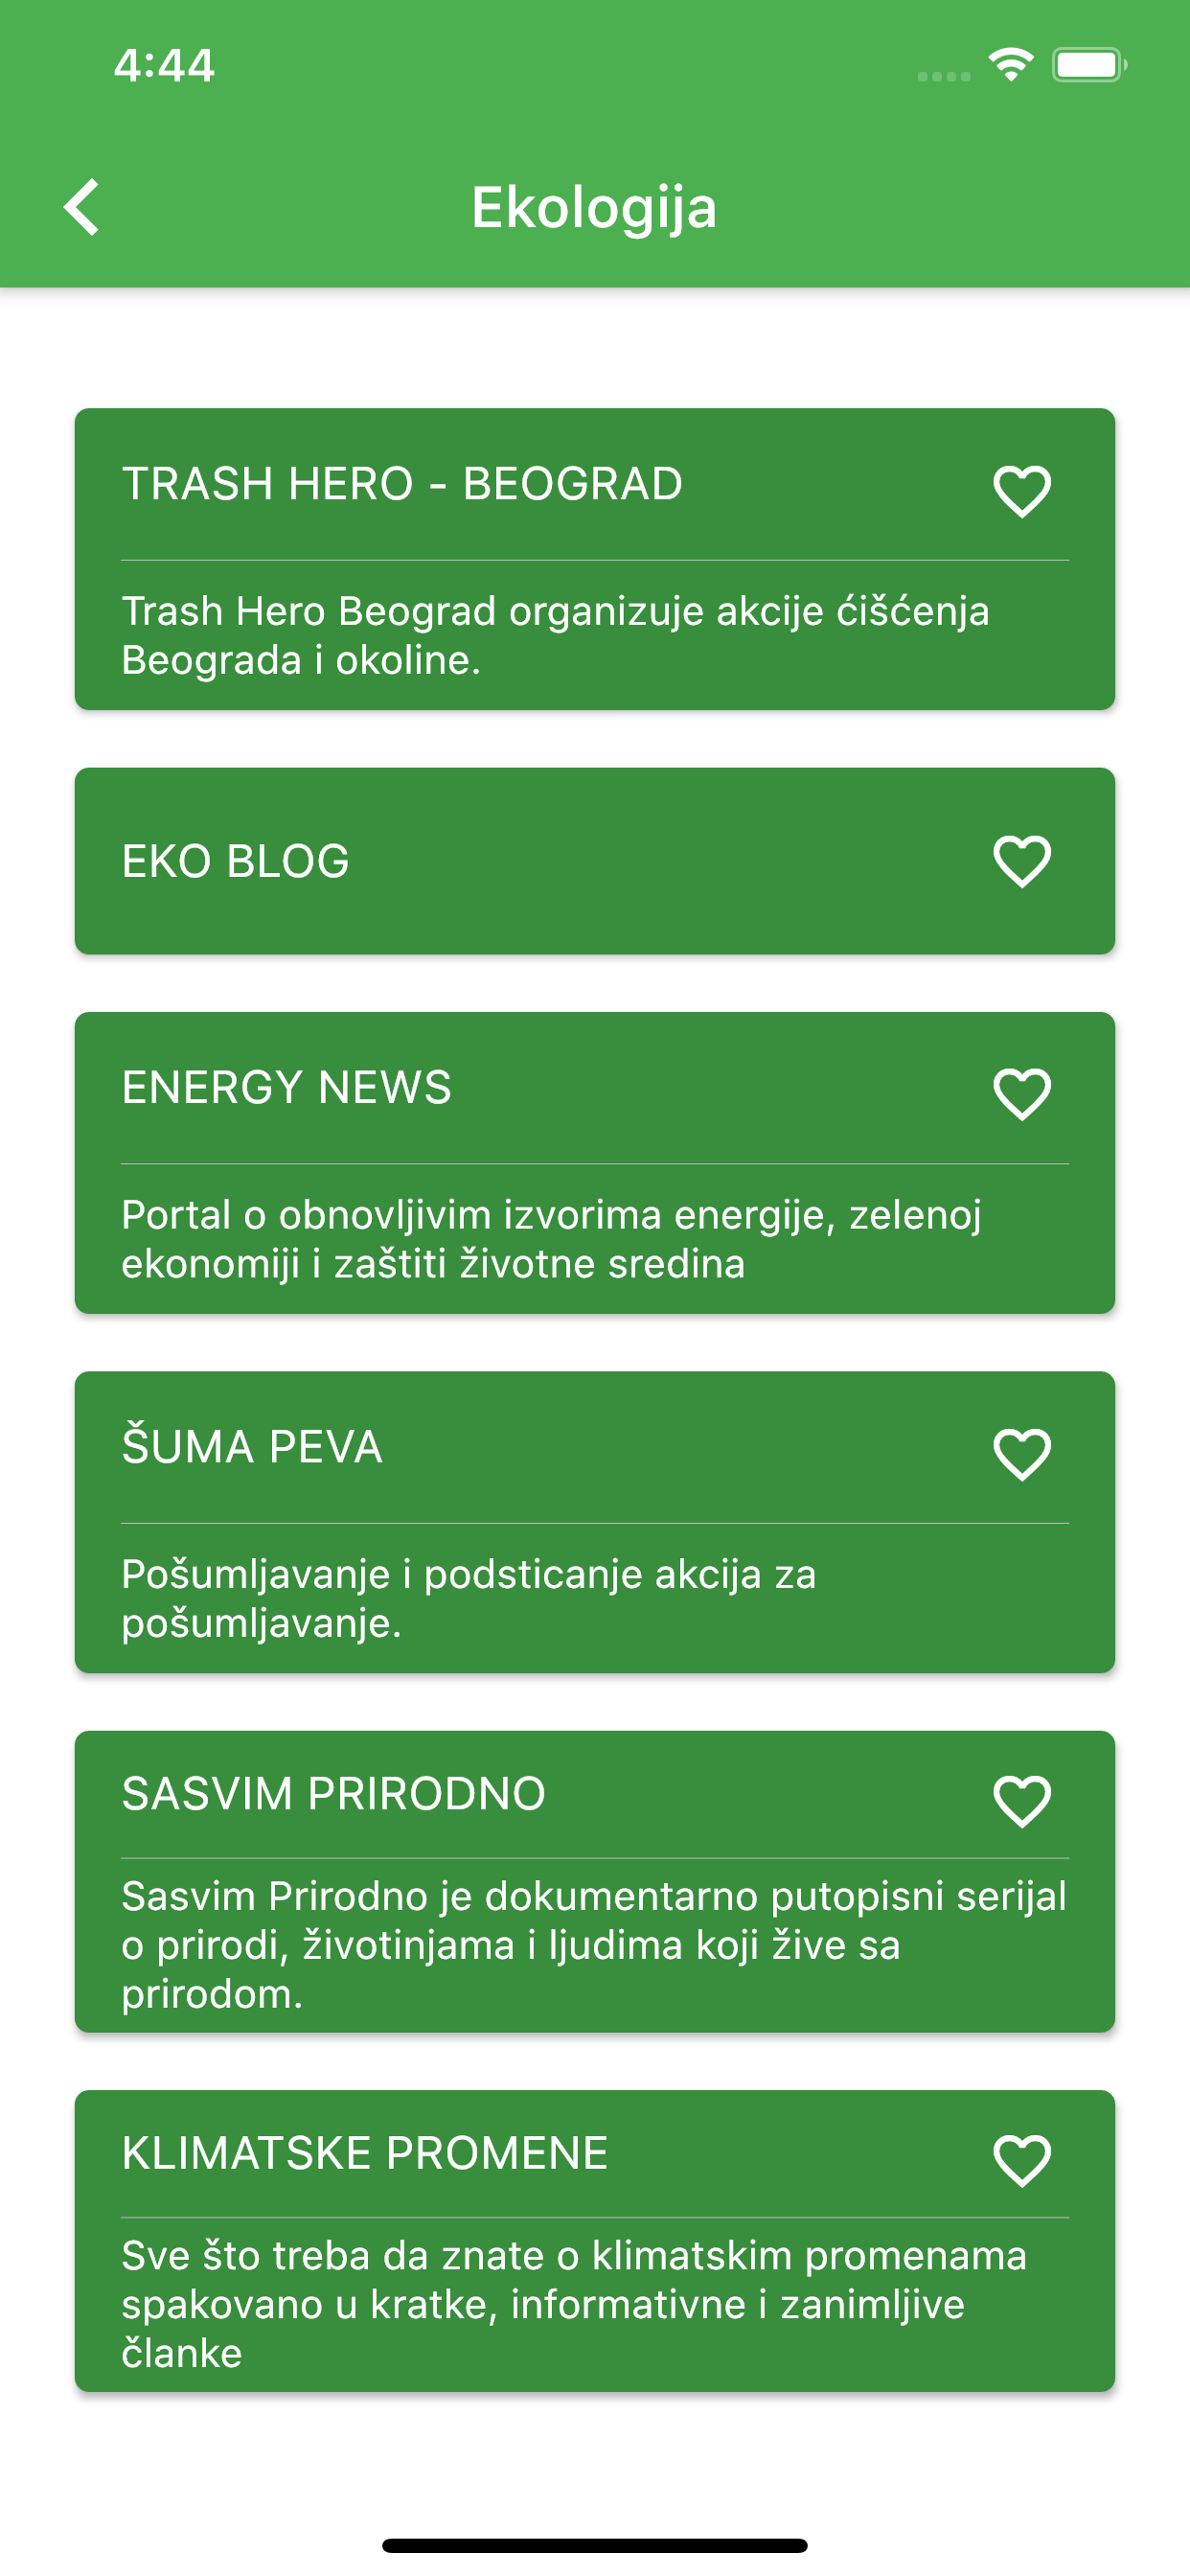 4:44
Ekologija
TRASH HERO - BEOGRAD
Trash Hero Beograd organizuje akcije ćišćenja
Beograda i okoline.
EKO BLOG
ENERGY NEWS
Portal o obnovljivim izvorima energije, zelenoj
ekonomiji i zaštiti životne sredina
ŠUMA PEVA
Pošumljavanje i podsticanje akcija za
pošumljavanje.
SASVIM PRIRODNO
Sasvim Prirodno je dokumentarno putopisni serijal
o prirodi, životinjama i ljudima koji žive sa
prirodom.
KLIMATSKE PROMENE
Sve što treba da znate o klimatskim promenama
spakovano u kratke, informativne i zanimljive
članke